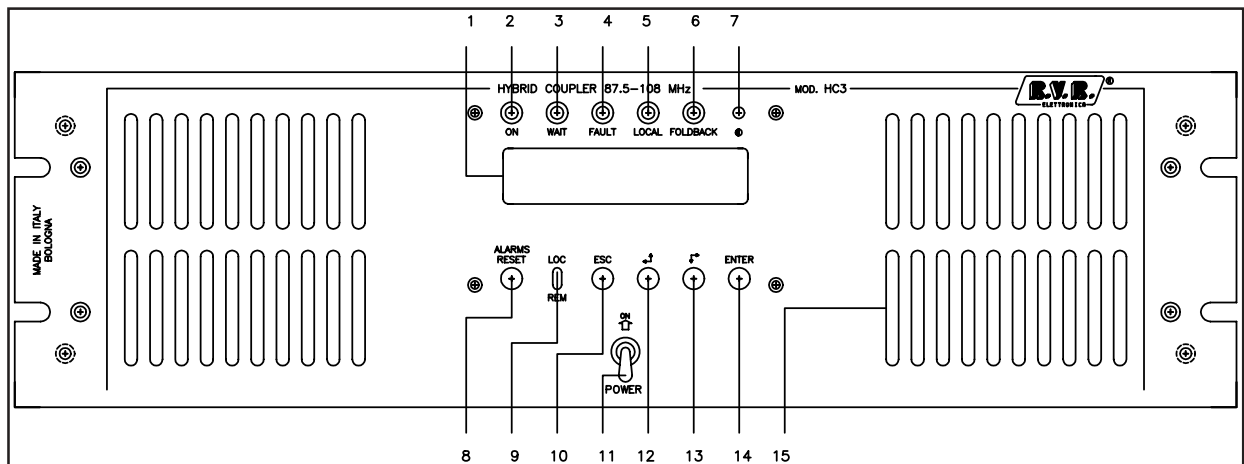 1 2 3 4 5 6 7
HYBRID COUPLER 87.5-108 MHz MOD. HC3
R.V.R. ®
ELETTRONICA
ON WAIT FAULT LOCAL FOLDBACK
MADE IN ITALY
BOLOGNA
ALARMS
RESET LOC ESC ENTER
REM
ON
POWER
8 9 10 11 12 13 14 15